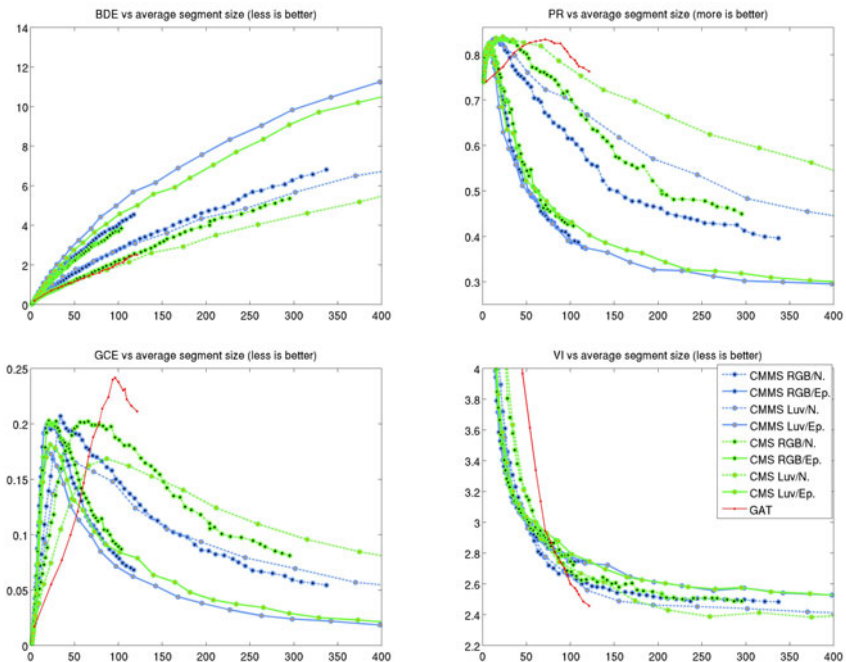 BDE vs average segment size (less is better)
14
12
10
8
6
4
2
0
0 50 100 150 200 250 300 350 400
PR vs average segment size (more is better)
0.8
0.7
0.6
0.5
0.4
0.3
0 50 100 150 200 250 300 350 400
GCE vs average segment size (less is better)
0.25
0.2
0.15
0.1
0.05
0
0 50 100 150 200 250 300 350 400
VI vs average segment size (less is better)
4
3.8
3.6
3.4
3.2
3
2.8
2.6
2.4
2.2
0 50 100 150 200 250 300 350 400
CMMS RGB/N.
CMMS RGB/Ep.
CMMS Luv/N.
CMMS Luv/Ep.
CMS RGB/N.
CMS RGB/Ep.
CMS Luv/N.
CMS Luv/Ep.
GAT